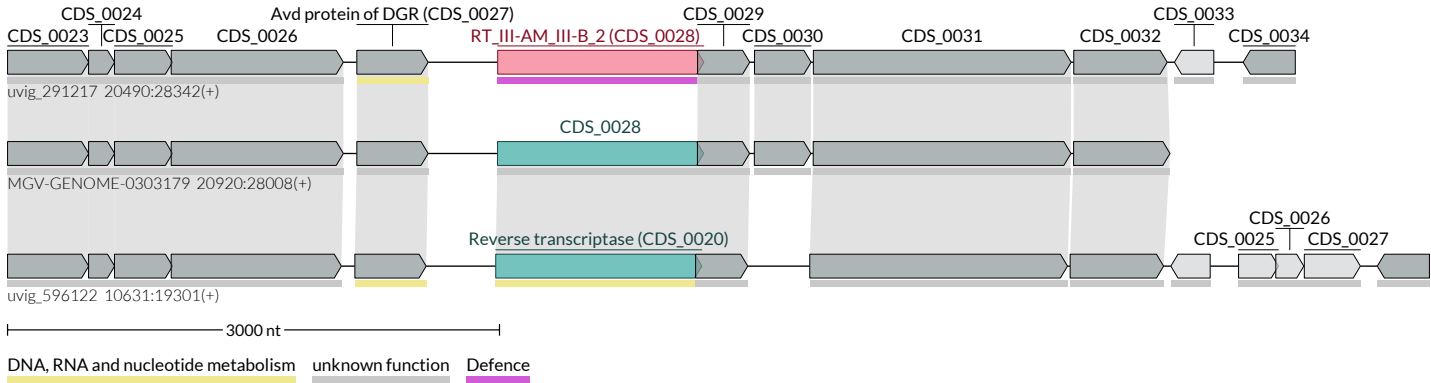 CDS_0024
Avd protein of DGR (CDS_0027)
CDS_0029
CDS_0033
CDS_0023
CDS_0025
CDS_0026
RT_III-AM_III-B_2 (CDS_0028)
CDS_0030
CDS_0031
CDS_0032
CDS_0034
uvig_291217 20490:28342(+)
CDS_0028
MGV-GENOME-0303179 20920:28008(+)
CDS_0026
Reverse transcriptase (CDS_0020)
CDS_0025
CDS_0027
uvig_596122 10631:19301(+)
3000 nt
DNA, RNA and nucleotide metabolism
unknown function
Defence